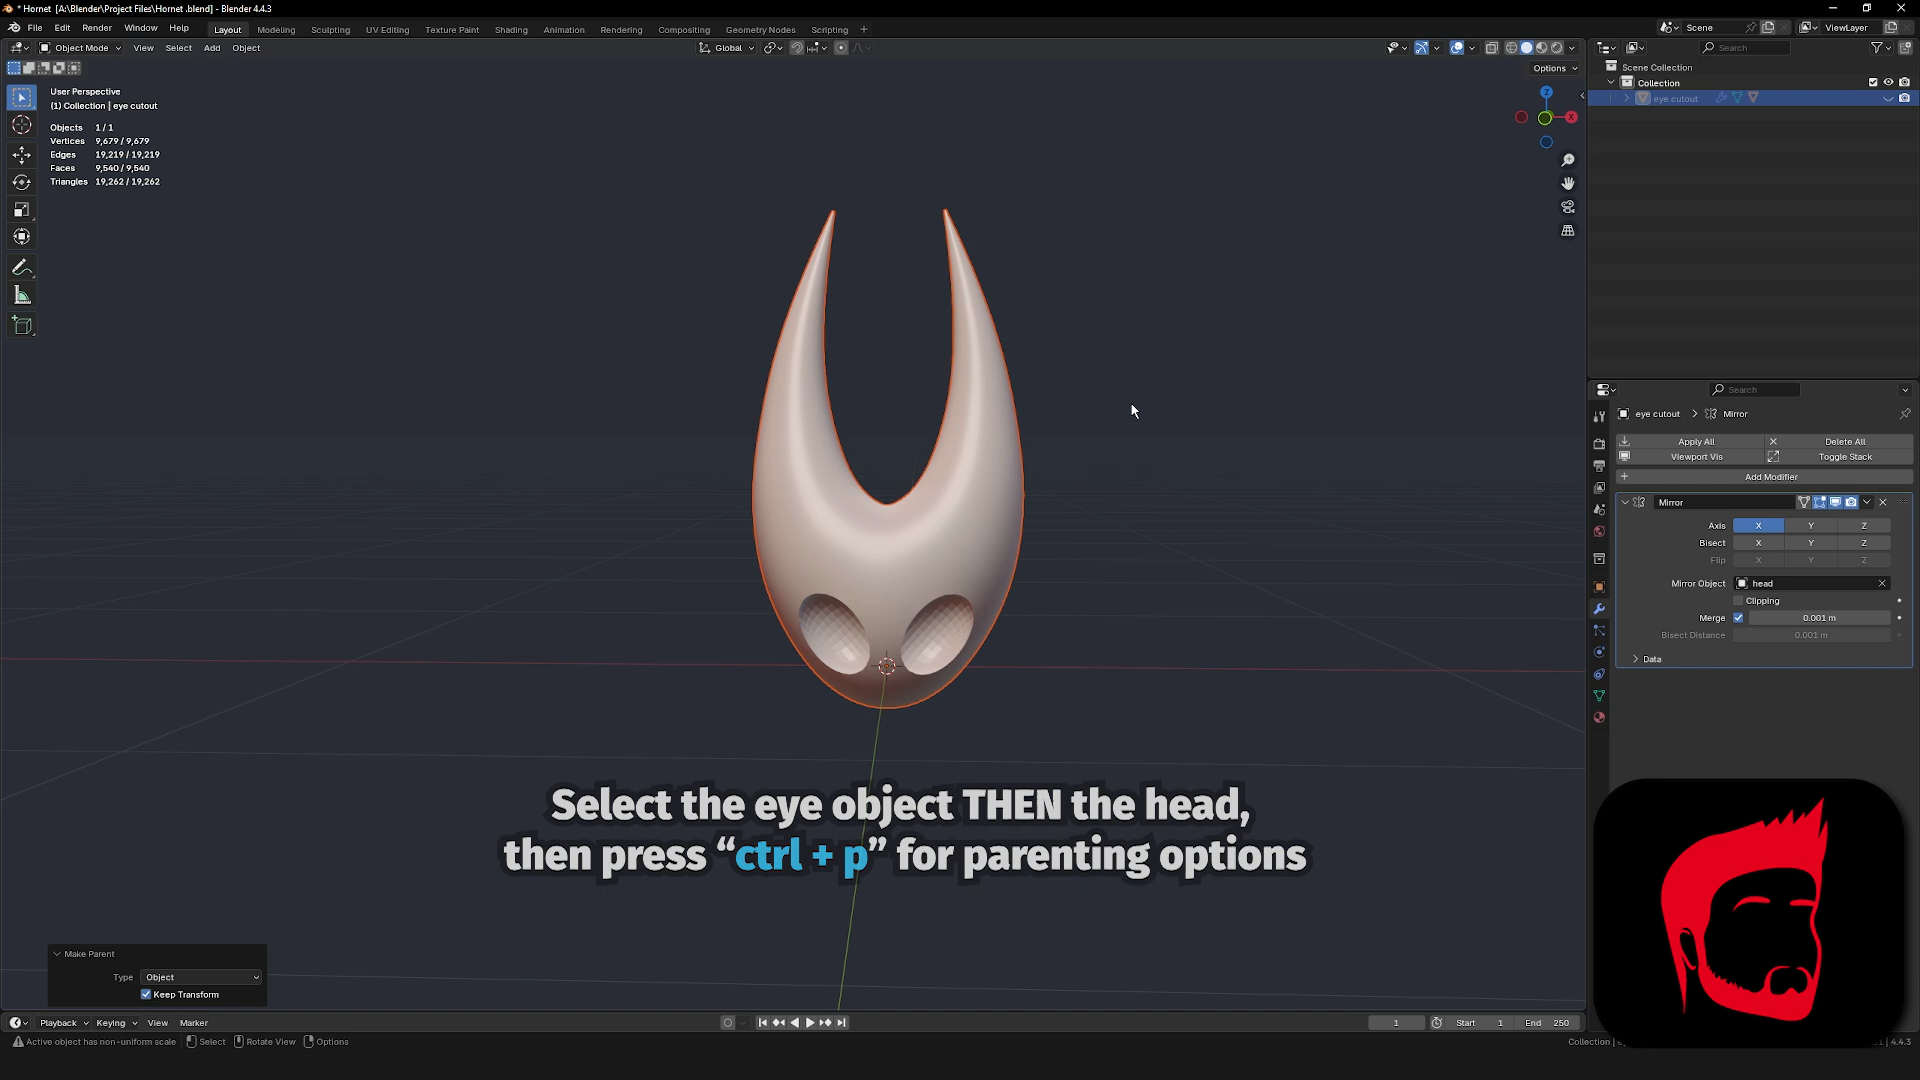 * Hornet  [A:\Blender\Project Files\Hornet .blend] - Blender 4.4.3
File Edit Render Window Help Layout Modeling Sculpting UV Editing Texture Paint Shading Animation Rendering Compositing Geometry Nodes Scripting + Scene ViewLayer
Object Mode View Select Add Object Global Search
Options
User Perspective
(1) Collection | eye cutout
Objects 1 / 1
Vertices 9,679 / 9,679
Edges 19,219 / 19,219
Faces 9,540 / 9,540
Triangles 19,262 / 19,262
Z
X
Scene Collection
Collection
eye cutout
Search
eye cutout > Mirror
Apply All Delete All
Viewport Vis Toggle Stack
+ Add Modifier
Mirror
Axis X Y Z
Bisect X Y Z
Flip X Y Z
Mirror Object head
Clipping
Merge 0.001 m
Bisect Distance 0.001 m
Data
Select the eye object THEN the head,
then press “ctrl + p” for parenting options
Make Parent
Type Object
Keep Transform
Playback Keying View Marker 1 Start 1 End 250
Active object has non-uniform scale Select Rotate View Options Collection | 4.4.3